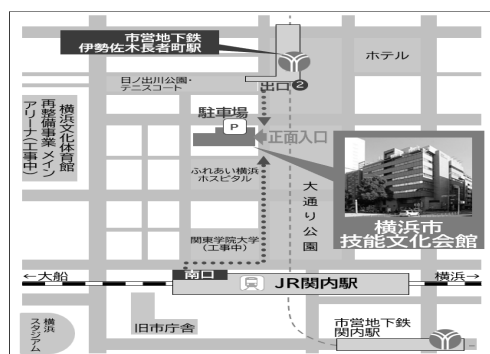 市営地下鉄
伊勢佐木長者町駅
ホテル
日ノ出川公園・
テニスコート
出口❷
横浜文化体育館
再整備事業 メイン
アリーナ(工事中)
駐車場
P
正面入口
ふれあい横浜
ホスピタル
大通り公園
横浜市
技能文化会館
関東学院大学
(工事中)
←大船
南口
JR関内駅
横浜→
横浜
スタジアム
旧市庁舎
市営地下鉄
関内駅